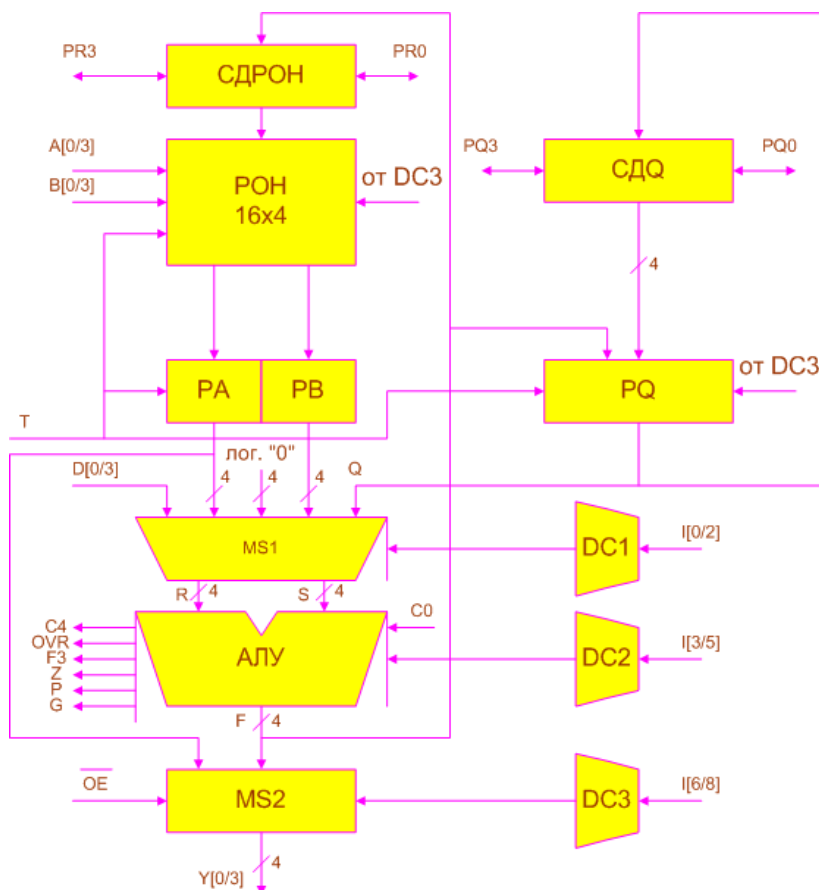 PR3
СДРОН
PR0
A[0/3]
B[0/3]
РОН
16x4
от DC3
PQ3
СДQ
PQ0
4
PA
PB
PQ
от DC3
T
лог. "0"
D[0/3]
4
4
4
Q
MS1
DC1
I[0/2]
R
4
S
4
C4
OVR
F3
Z
P
G
АЛУ
C0
DC2
I[3/5]
F
4
OE
MS2
DC3
I[6/8]
4
Y[0/3]